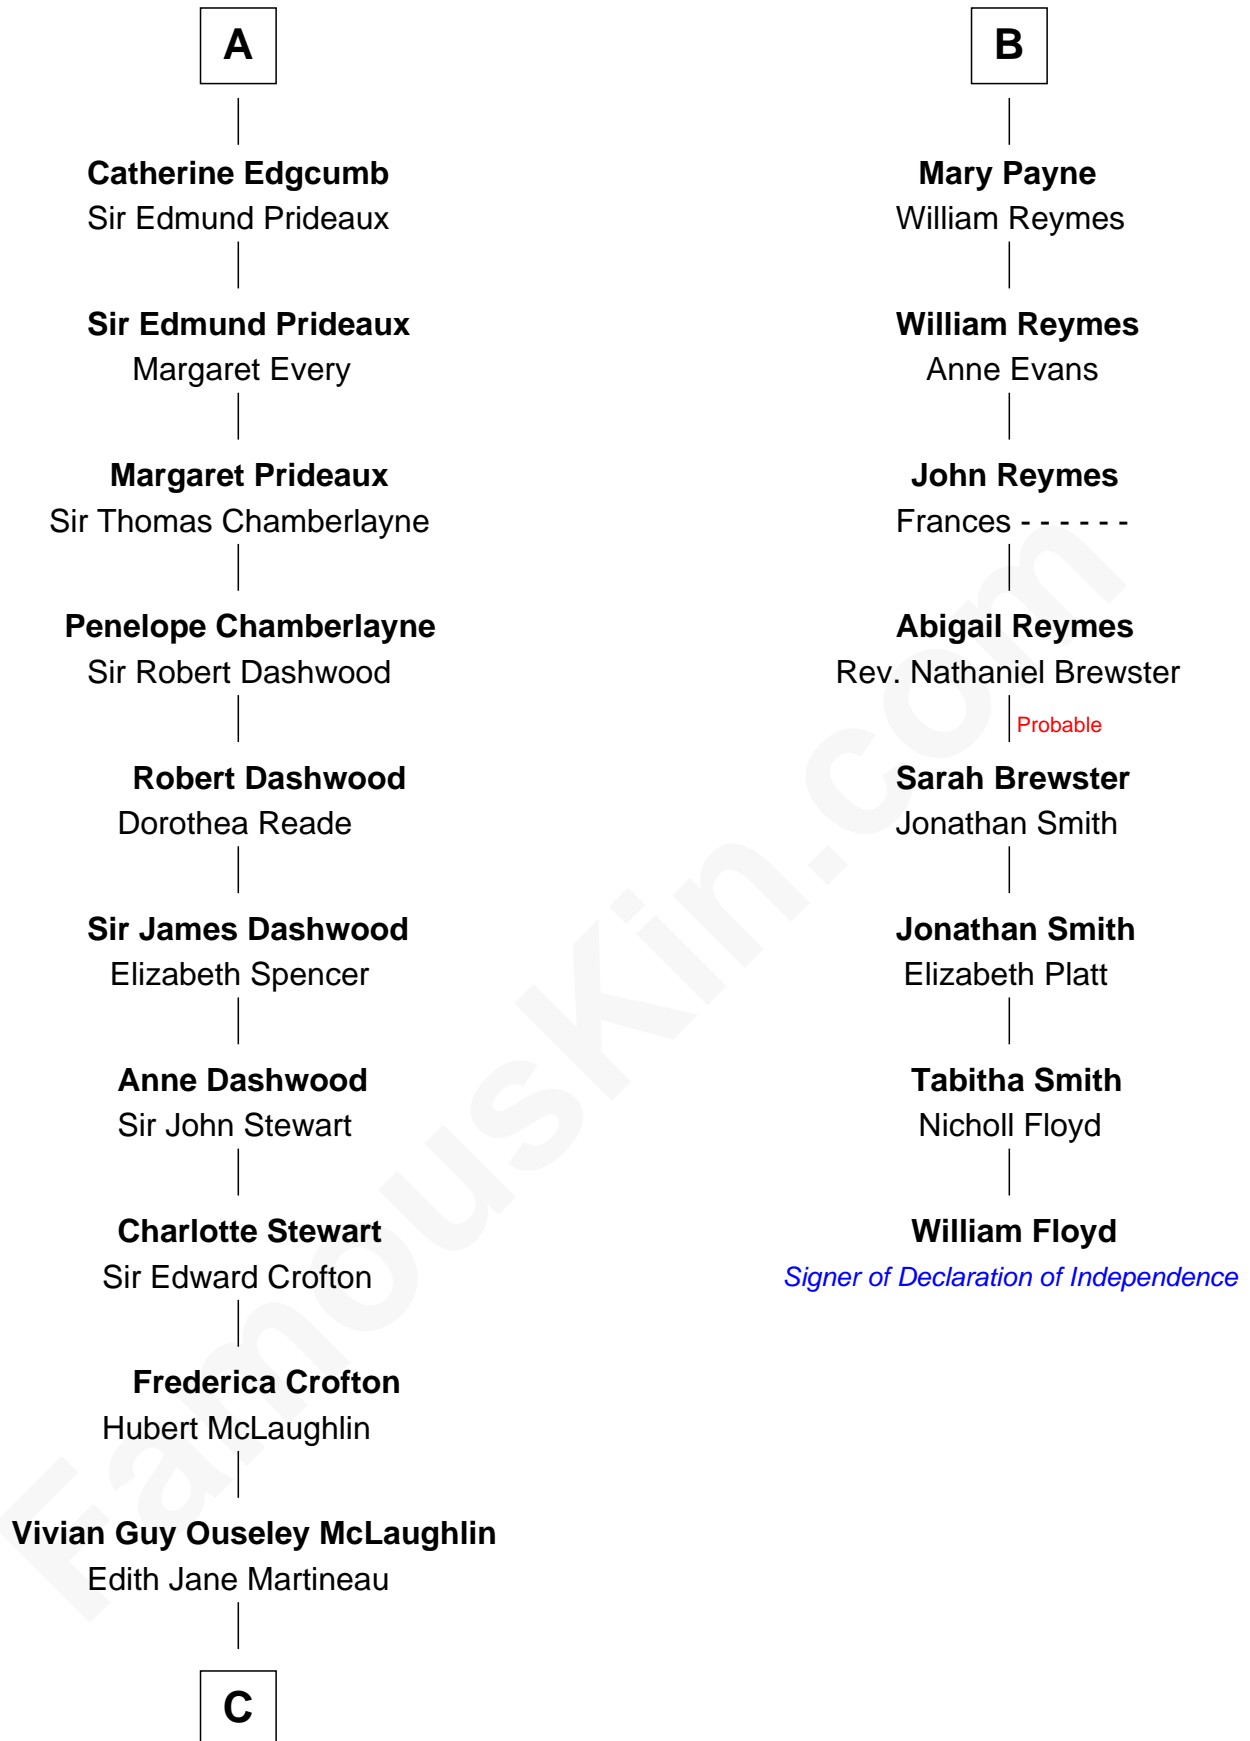 A
Catherine Edgcumb
Sir Edmund Prideaux
Sir Edmund Prideaux
Margaret Every
Margaret Prideaux
Sir Thomas Chamberlayne
Penelope Chamberlayne
Sir Robert Dashwood
Robert Dashwood
Dorothea Reade
Sir James Dashwood
Elizabeth Spencer
Anne Dashwood
Sir John Stewart
Charlotte Stewart
Sir Edward Crofton
Frederica Crofton
Hubert McLaughlin
Vivian Guy Ouseley McLaughlin
Edith Jane Martineau
C
B
Mary Payne
William Reymes
William Reymes
Anne Evans
John Reymes
Frances - - - - - -
Abigail Reymes
Rev. Nathaniel Brewster
Probable
Sarah Brewster
Jonathan Smith
Jonathan Smith
Elizabeth Platt
Tabitha Smith
Nicholl Floyd
William Floyd
Signer of Declaration of Independence
FamousKin.com